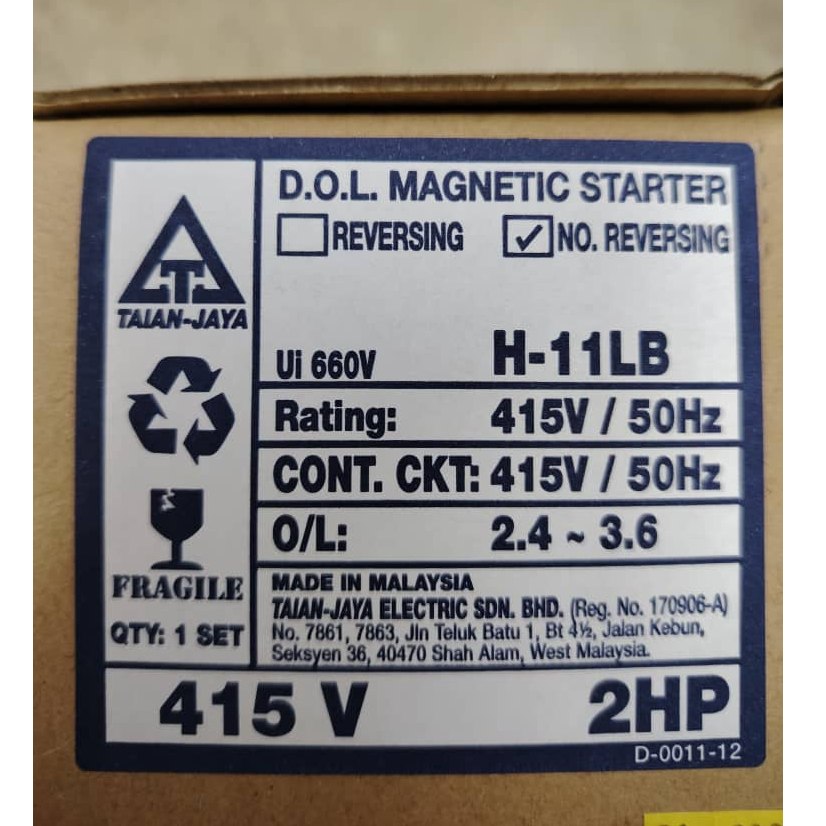 D.O.L. MAGNETIC STARTER
REVERSING NO. REVERSING
TAIAN-JAYA
Ui 660V H-11LB
Rating: 415V / 50Hz
CONT. CKT: 415V / 50Hz
O/L: 2.4 ~ 3.6
FRAGILE
QTY: 1 SET
MADE IN MALAYSIA
TAIAN-JAYA ELECTRIC SDN. BHD. (Reg. No. 170906-A)
No. 7861, 7863, Jln Teluk Batu 1, Bt 4½, Jalan Kebun,
Seksyen 36, 40470 Shah Alam, West Malaysia.
415 V 2HP
D-0011-12